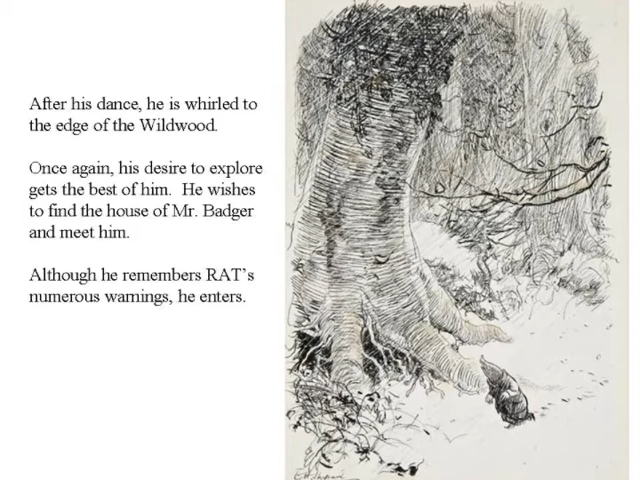 After his dance, he is whirled to
the edge of the Wildwood.
Once again, his desire to explore
gets the best of him. He wishes
to find the house of Mr. Badger
and meet him.
Although he remembers RAT's
numerous warnings, he enters.